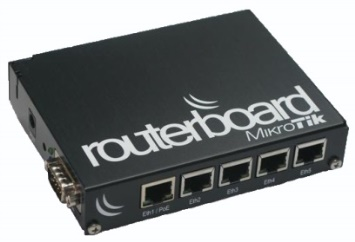 routerboard
MikroTik
Eth1 / PoE Eth2 Eth3 Eth4 Eth5